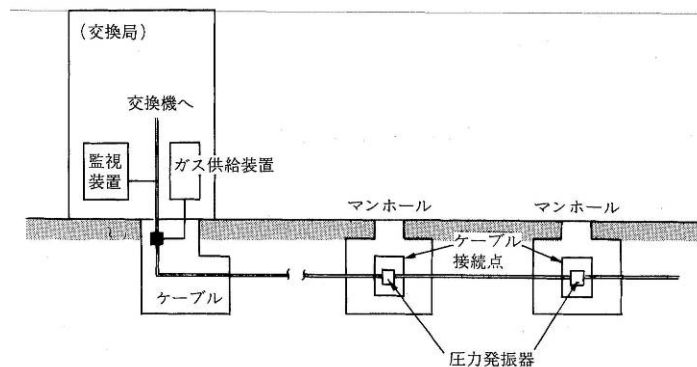 (交換局)
交換機へ
監視
装置
ガス供給装置
マンホール
マンホール
ケーブル
接続点
ケーブル
圧力発振器